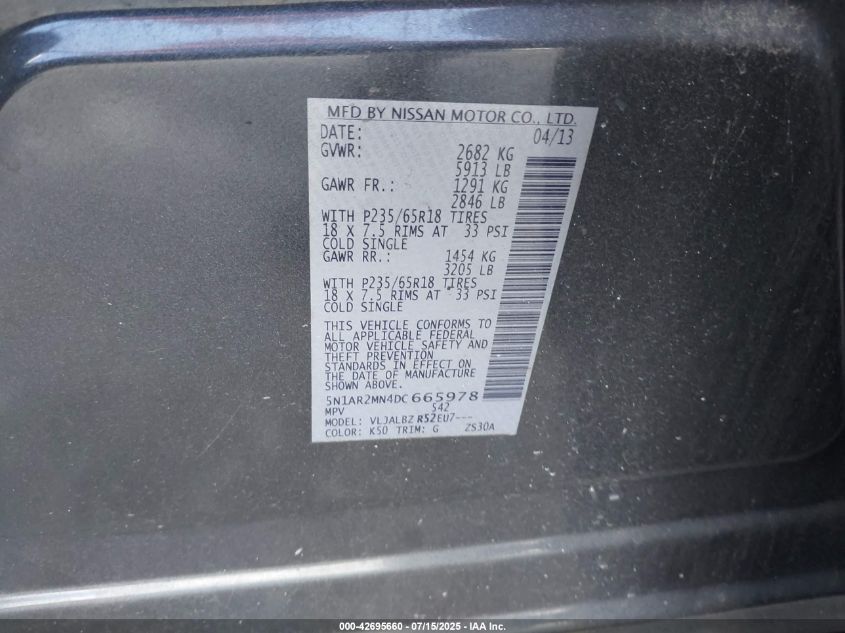 MFD BY NISSAN MOTOR CO., LTD.
DATE: 04/13
GVWR: 2682 KG
5913 LB
GAWR FR.: 1291 KG
2846 LB
WITH P235/65R18 TIRES
18 X 7.5 RIMS AT 33 PSI
COLD SINGLE
GAWR RR.: 1454 KG
3205 LB
WITH P235/65R18 TIRES
18 X 7.5 RIMS AT 33 PSI
COLD SINGLE
THIS VEHICLE CONFORMS TO
ALL APPLICABLE FEDERAL
MOTOR VEHICLE SAFETY AND
THEFT PREVENTION
STANDARDS IN EFFECT ON
THE DATE OF MANUFACTURE
SHOWN ABOVE.
5N1AR2MN4DC665978
MPV 542
MODEL: VLJALBZ R52EU7---
COLOR: K50 TRIM: G ZS30A
000-42695660 - 07/15/2025 - IAA Inc.